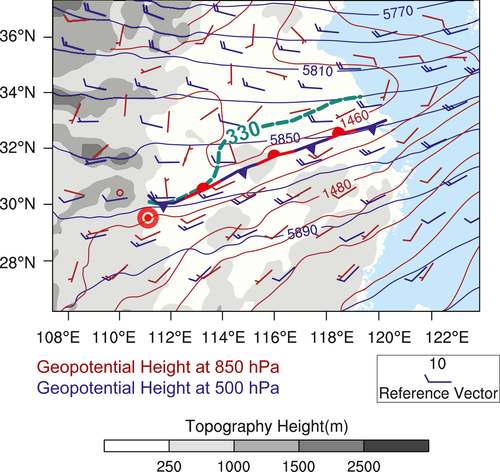 36°N
34°N
32°N
30°N
28°N
5770
5810
330
1460
5850
1480
5890
108°E 110°E 112°E 114°E 116°E 118°E 120°E 122°E
Geopotential Height at 850 hPa
Geopotential Height at 500 hPa
10
Reference Vector
Topography Height(m)
250 1000 1500 2500